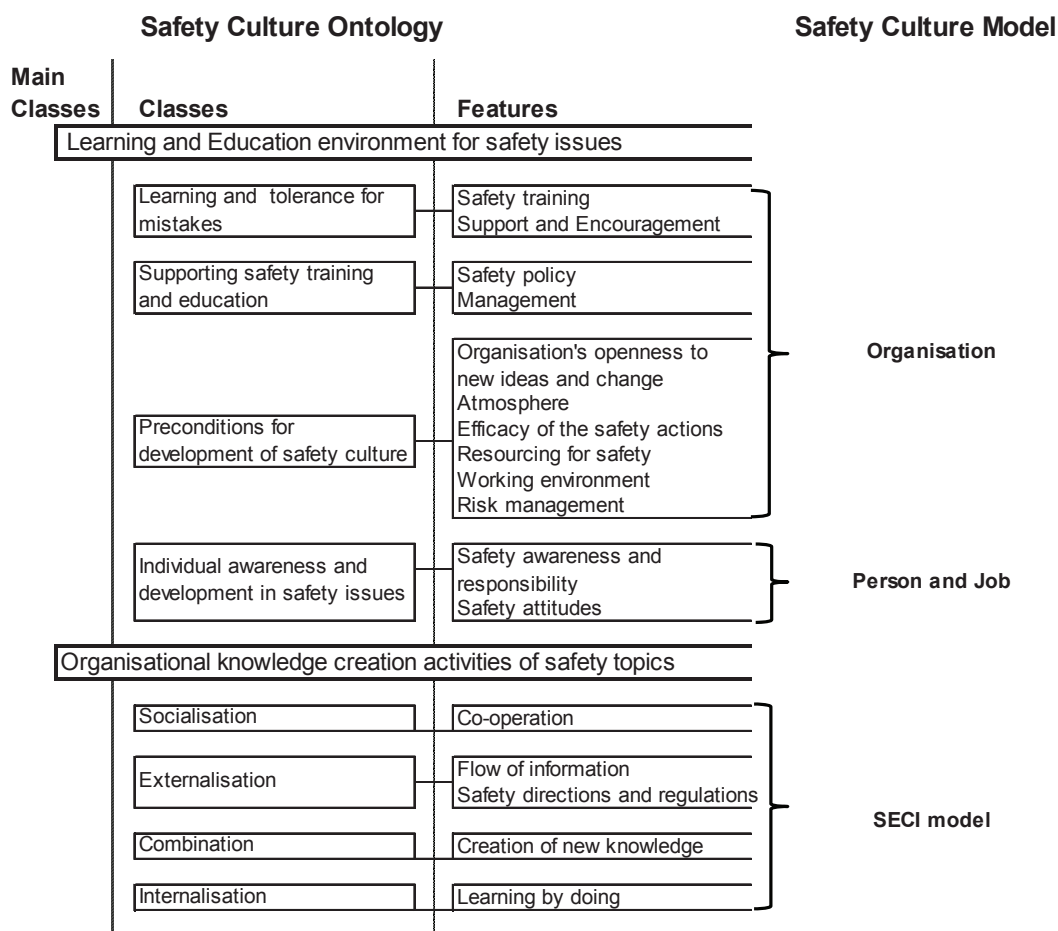 Safety Culture Ontology
Safety Culture Model
Main
Classes
Classes
Features
Learning and Education environment for safety issues
Learning and tolerance for
mistakes
Safety training
Support and Encouragement
Supporting safety training
and education
Safety policy
Management
Preconditions for
development of safety culture
Organisation's openness to
new ideas and change
Atmosphere
Efficacy of the safety actions
Resourcing for safety
Working environment
Risk management
Organisation
Individual awareness and
development in safety issues
Safety awareness and
responsibility
Safety attitudes
Person and Job
Organisational knowledge creation activities of safety topics
Socialisation
Co-operation
Externalisation
Flow of information
Safety directions and regulations
Combination
Creation of new knowledge
Internalisation
Learning by doing
SECI model